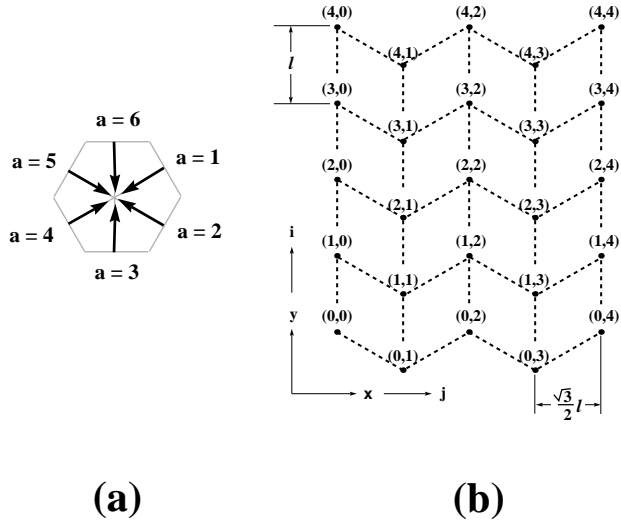 a = 6
a = 5
a = 1
a = 4
a = 2
a = 3
(a)
(4,0) (4,2) (4,4)
(4,1) (4,3)
l
(3,0) (3,2) (3,4)
(3,1) (3,3)
(2,0) (2,2) (2,4)
(2,1) (2,3)
i
(1,0) (1,2) (1,4)
(1,1) (1,3)
y
(0,0) (0,2) (0,4)
(0,1) (0,3)
x j
√3
2 l
(b)